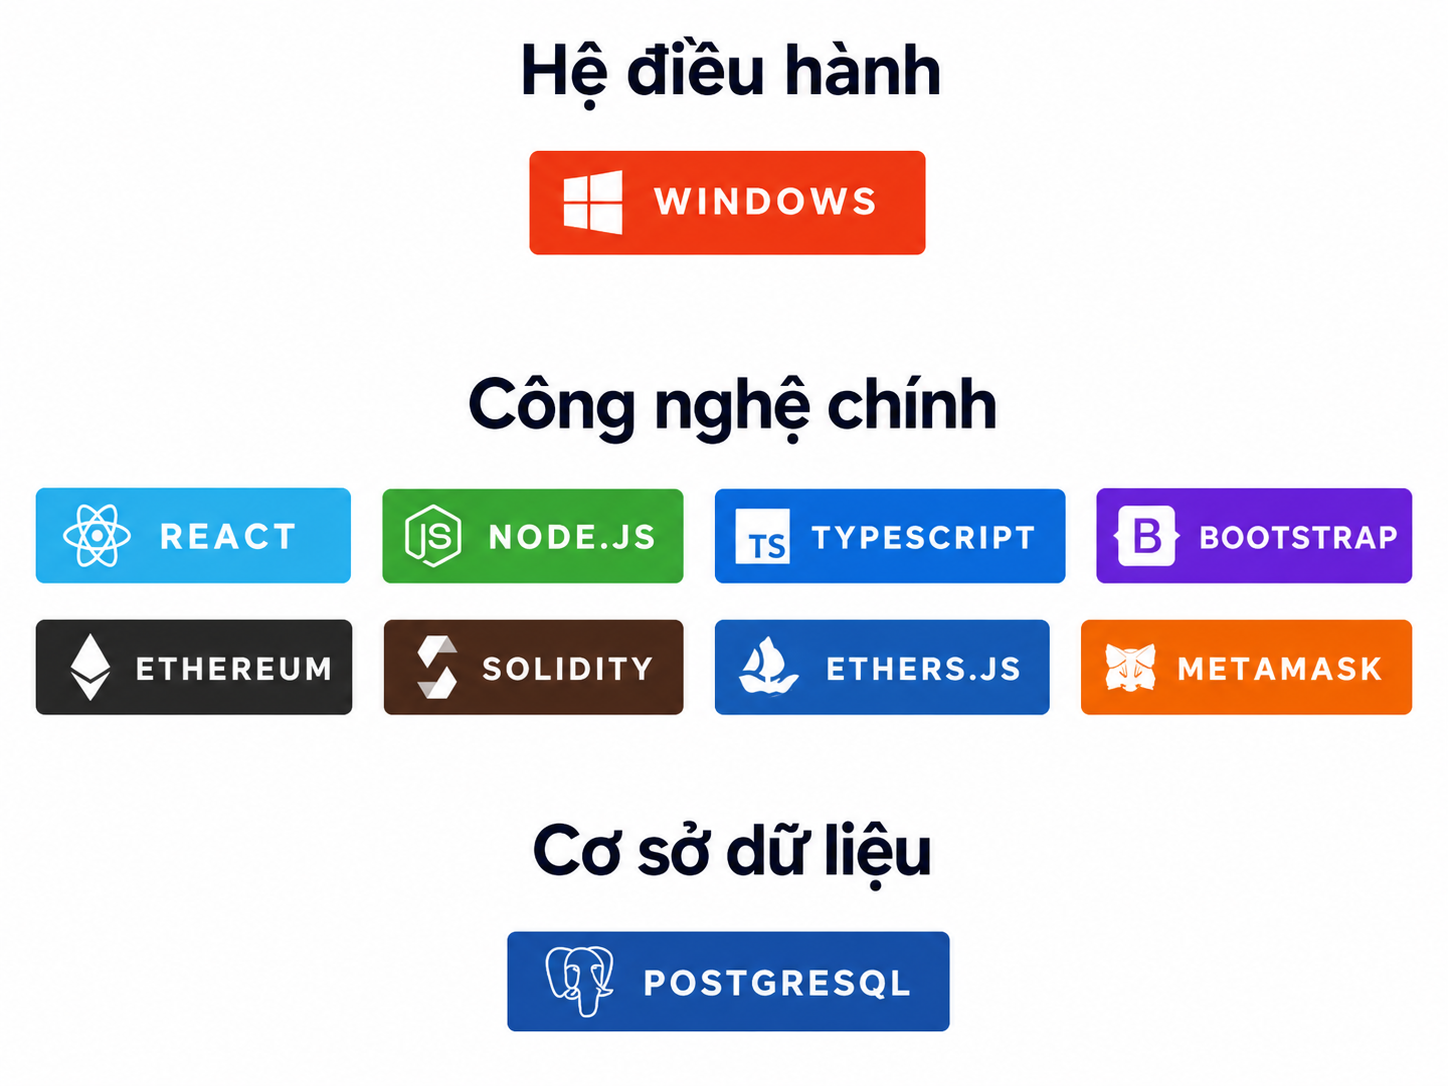 Hệ điều hành
WINDOWS
Công nghệ chính
REACT
JS
NODE.JS
TS
TYPESCRIPT
B
BOOTSTRAP
ETHEREUM
SOLIDITY
ETHERS.JS
METAMASK
Cơ sở dữ liệu
POSTGRESQL